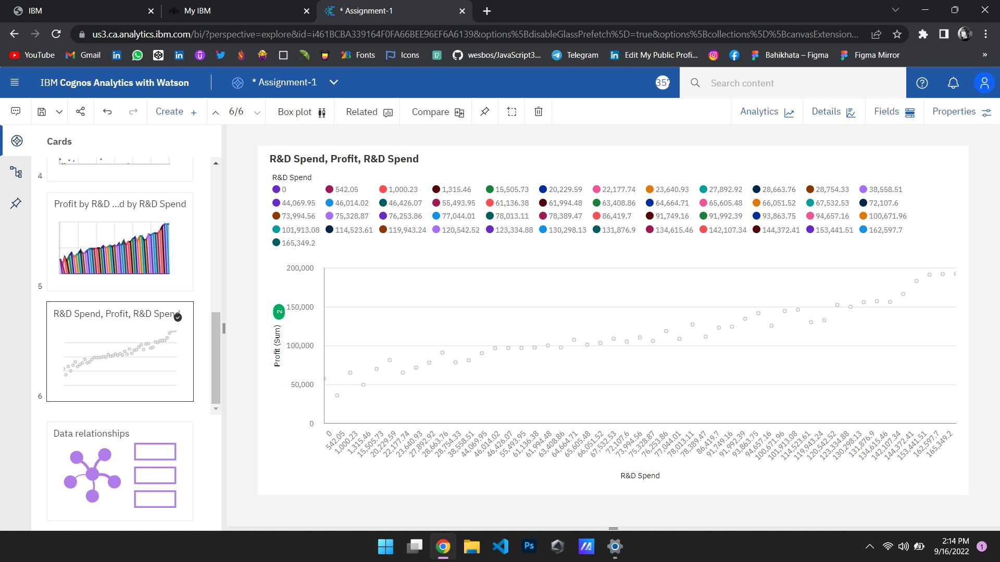 IBM
My IBM
* Assignment-1
us3.ca.analytics.ibm.com/bi/?perspective=explore&id=i461BCBA339164F0FA66BEE96EF6A6139&options%5BdisableGlassPrefetch%5D=true&options%5Bcollections%5D%5BcanvasExtension...
YouTube Gmail Fonts Icons wesbos/JavaScript3... Telegram Edit My Public Profi... Bahikhata – Figma Figma Mirror »
IBM Cognos Analytics with Watson * Assignment-1 357 Search content
Create + 6/6 Box plot Related Compare Analytics Details Fields Properties
Cards
4
Profit by R&D ...d by R&D Spend
5
R&D Spend, Profit, R&D Spend
6
Data relationships
R&D Spend, Profit, R&D Spend
R&D Spend
0 542.05 1,000.23 1,315.46 15,505.73 20,229.59 22,177.74 23,640.93 27,892.92 28,663.76 28,754.33 38,558.51
44,069.95 46,014.02 46,426.07 55,493.95 61,136.38 61,994.48 63,408.86 64,664.71 65,605.48 66,051.52 67,532.53 72,107.6
73,994.56 75,328.87 76,253.86 77,044.01 78,013.11 78,389.47 86,419.7 91,749.16 91,992.39 93,863.75 94,657.16 100,671.96
101,913.08 114,523.61 119,943.24 120,542.52 123,334.88 130,298.13 131,876.9 134,615.46 142,107.34 144,372.41 153,441.51 162,597.7
165,349.2
200,000
150,000
100,000
50,000
0
Profit (Sum) 2
0 542.05 1,000.23 1,315.46 15,505.73 20,229.59 22,177.74 23,640.93 27,892.92 28,663.76 28,754.33 38,558.51 44,069.95 46,014.02 46,426.07 55,493.95 61,136.38 61,994.48 63,408.86 64,664.71 65,605.48 66,051.52 67,532.53 72,107.6 73,994.56 75,328.87 76,253.86 77,044.01 78,013.11 78,389.47 86,419.7 91,749.16 91,992.39 93,863.75 94,657.16 100,671.96 101,913.08 114,523.61 119,943.24 120,542.52 123,334.88 130,298.13 131,876.9 134,615.46 142,107.34 144,372.41 153,441.51 162,597.7 165,349.2
R&D Spend
Ps
2:14 PM
9/16/2022
1